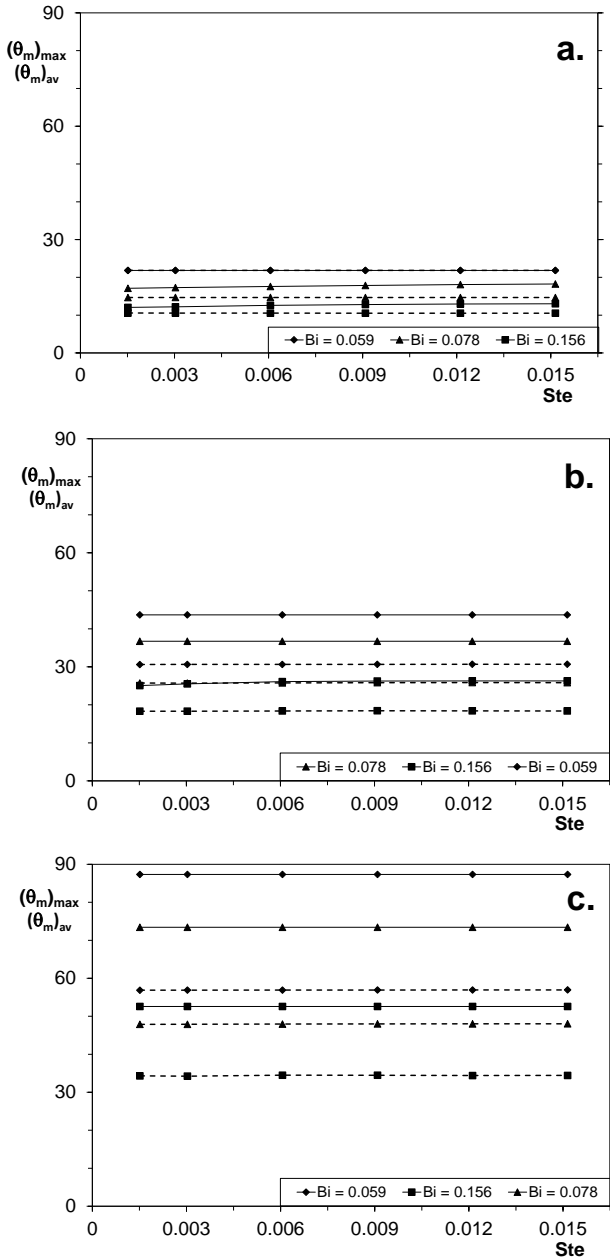 90
a.
(θm)max
(θm)av
60
30
0
Bi = 0.059 Bi = 0.078 Bi = 0.156
0 0.003 0.006 0.009 0.012 0.015
Ste
90
b.
(θm)max
(θm)av
60
30
0
Bi = 0.078 Bi = 0.156 Bi = 0.059
0 0.003 0.006 0.009 0.012 0.015
Ste
90
c.
(θm)max
(θm)av
60
30
0
Bi = 0.059 Bi = 0.156 Bi = 0.078
0 0.003 0.006 0.009 0.012 0.015
Ste